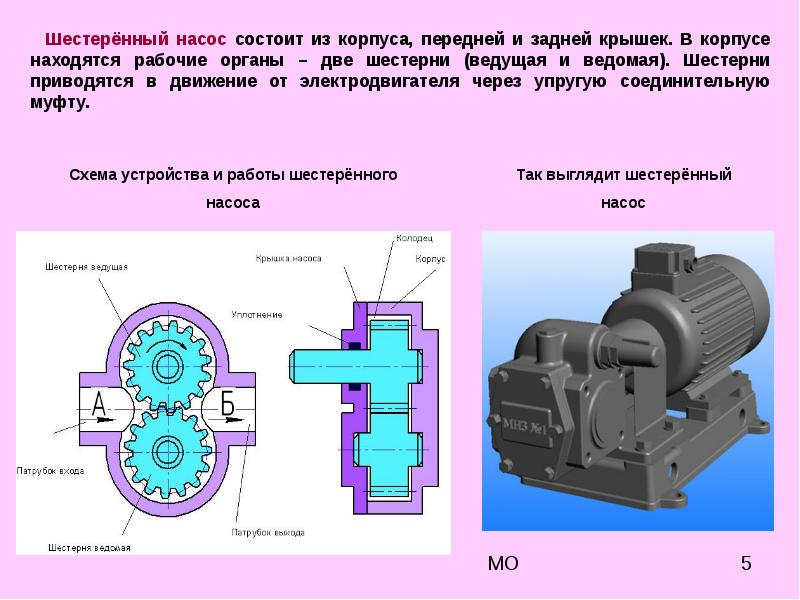 Шестерённый насос состоит из корпуса, передней и задней крышек. В корпусе
находятся рабочие органы – две шестерни (ведущая и ведомая). Шестерни
приводятся в движение от электродвигателя через упругую соединительную
муфту.
Схема устройства и работы шестерённого
насоса
Так выглядит шестерённый
насос
Шестерня ведущая
А
Б
Патрубок входа
Шестерня ведомая
Патрубок выхода
Колодец
Крышка насоса
Корпус
Уплотнение
МНЗ №1
МО
5